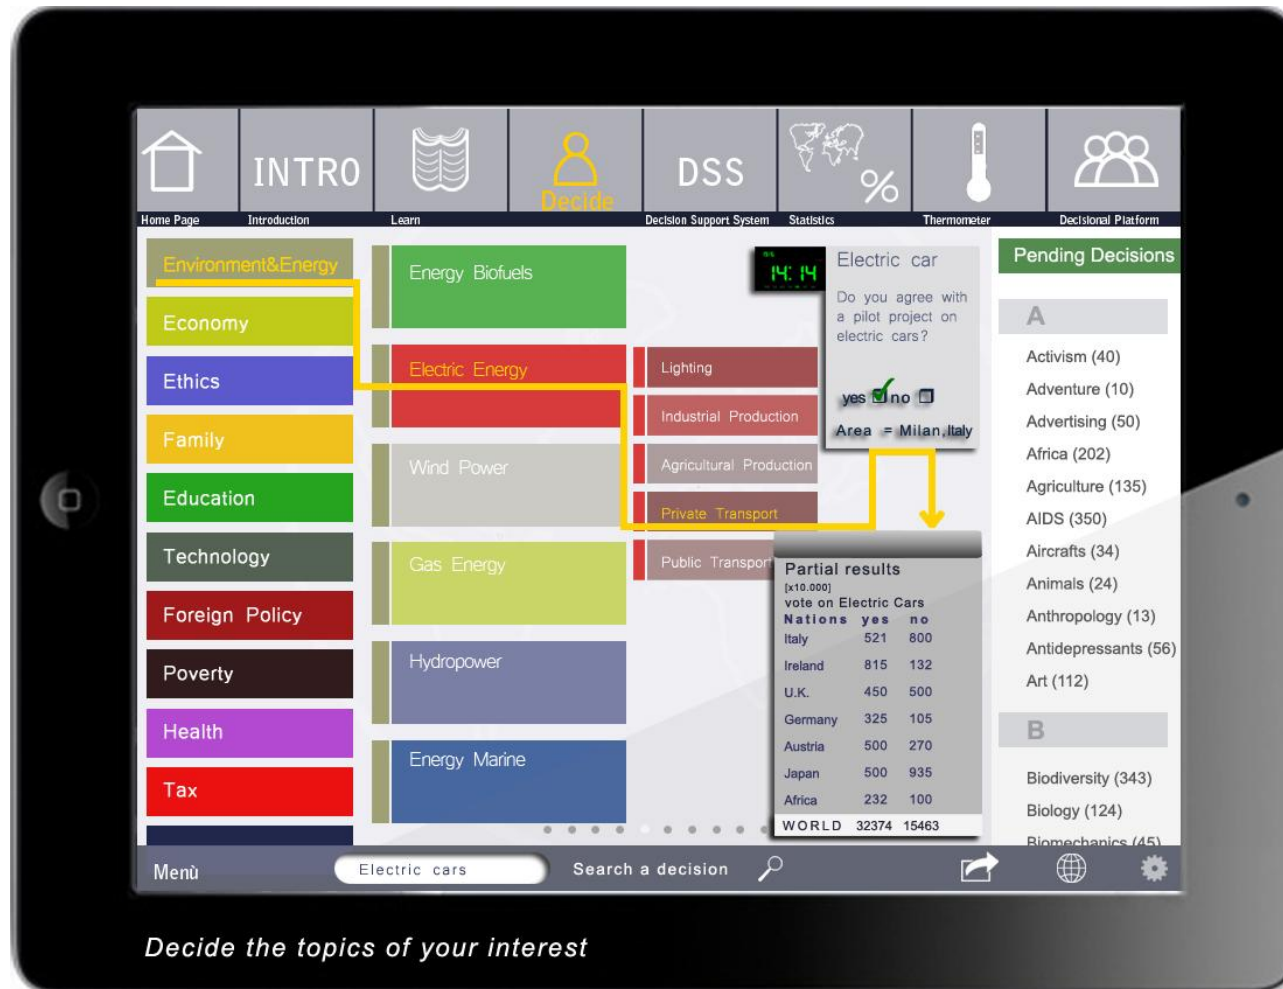 INTRO
Decide
DSS
%
Home Page
Introduction
Learn
Decision Support System
Statistics
Thermometer
Decisional Platform
Environment&Energy
Economy
Ethics
Family
Education
Technology
Foreign Policy
Poverty
Health
Tax
Energy Biofuels
Electric Energy
Wind Power
Gas Energy
Hydropower
Energy Marine
Lighting
Industrial Production
Agricultural Production
Private Transport
Public Transport
14:14
Electric car
Do you agree with
a pilot project on
electric cars?
yes no
Area = Milan,Italy
Partial results
[x10.000]
vote on Electric Cars
Nations yes no
Italy 521 800
Ireland 815 132
U.K. 450 500
Germany 325 105
Austria 500 270
Japan 500 935
Africa 232 100
WORLD 32374 15463
Pending Decisions
A
Activism (40)
Adventure (10)
Advertising (50)
Africa (202)
Agriculture (135)
AIDS (350)
Aircrafts (34)
Animals (24)
Anthropology (13)
Antidepressants (56)
Art (112)
B
Biodiversity (343)
Biology (124)
Biomechanics (45)
Menù
Electric cars
Search a decision
Decide the topics of your interest